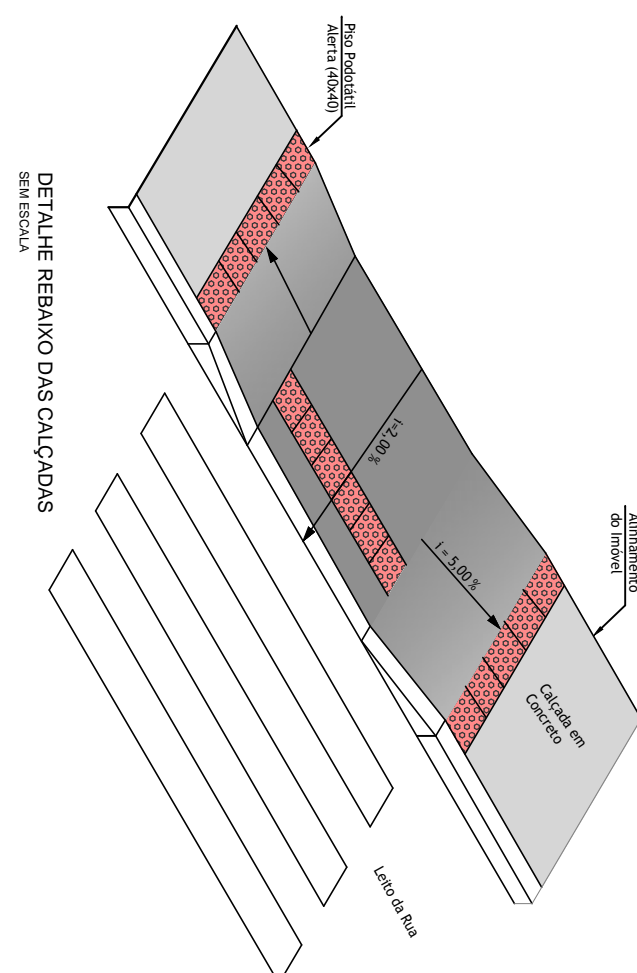 Piso Podotátil
Alerta (40x40)
Alinhamento
do Imóvel
i=2,00 %
i = 5,00 %
Calçada em
Concreto
Leito da Rua
DETALHE REBAIXO DAS CALÇADAS
SEM ESCALA